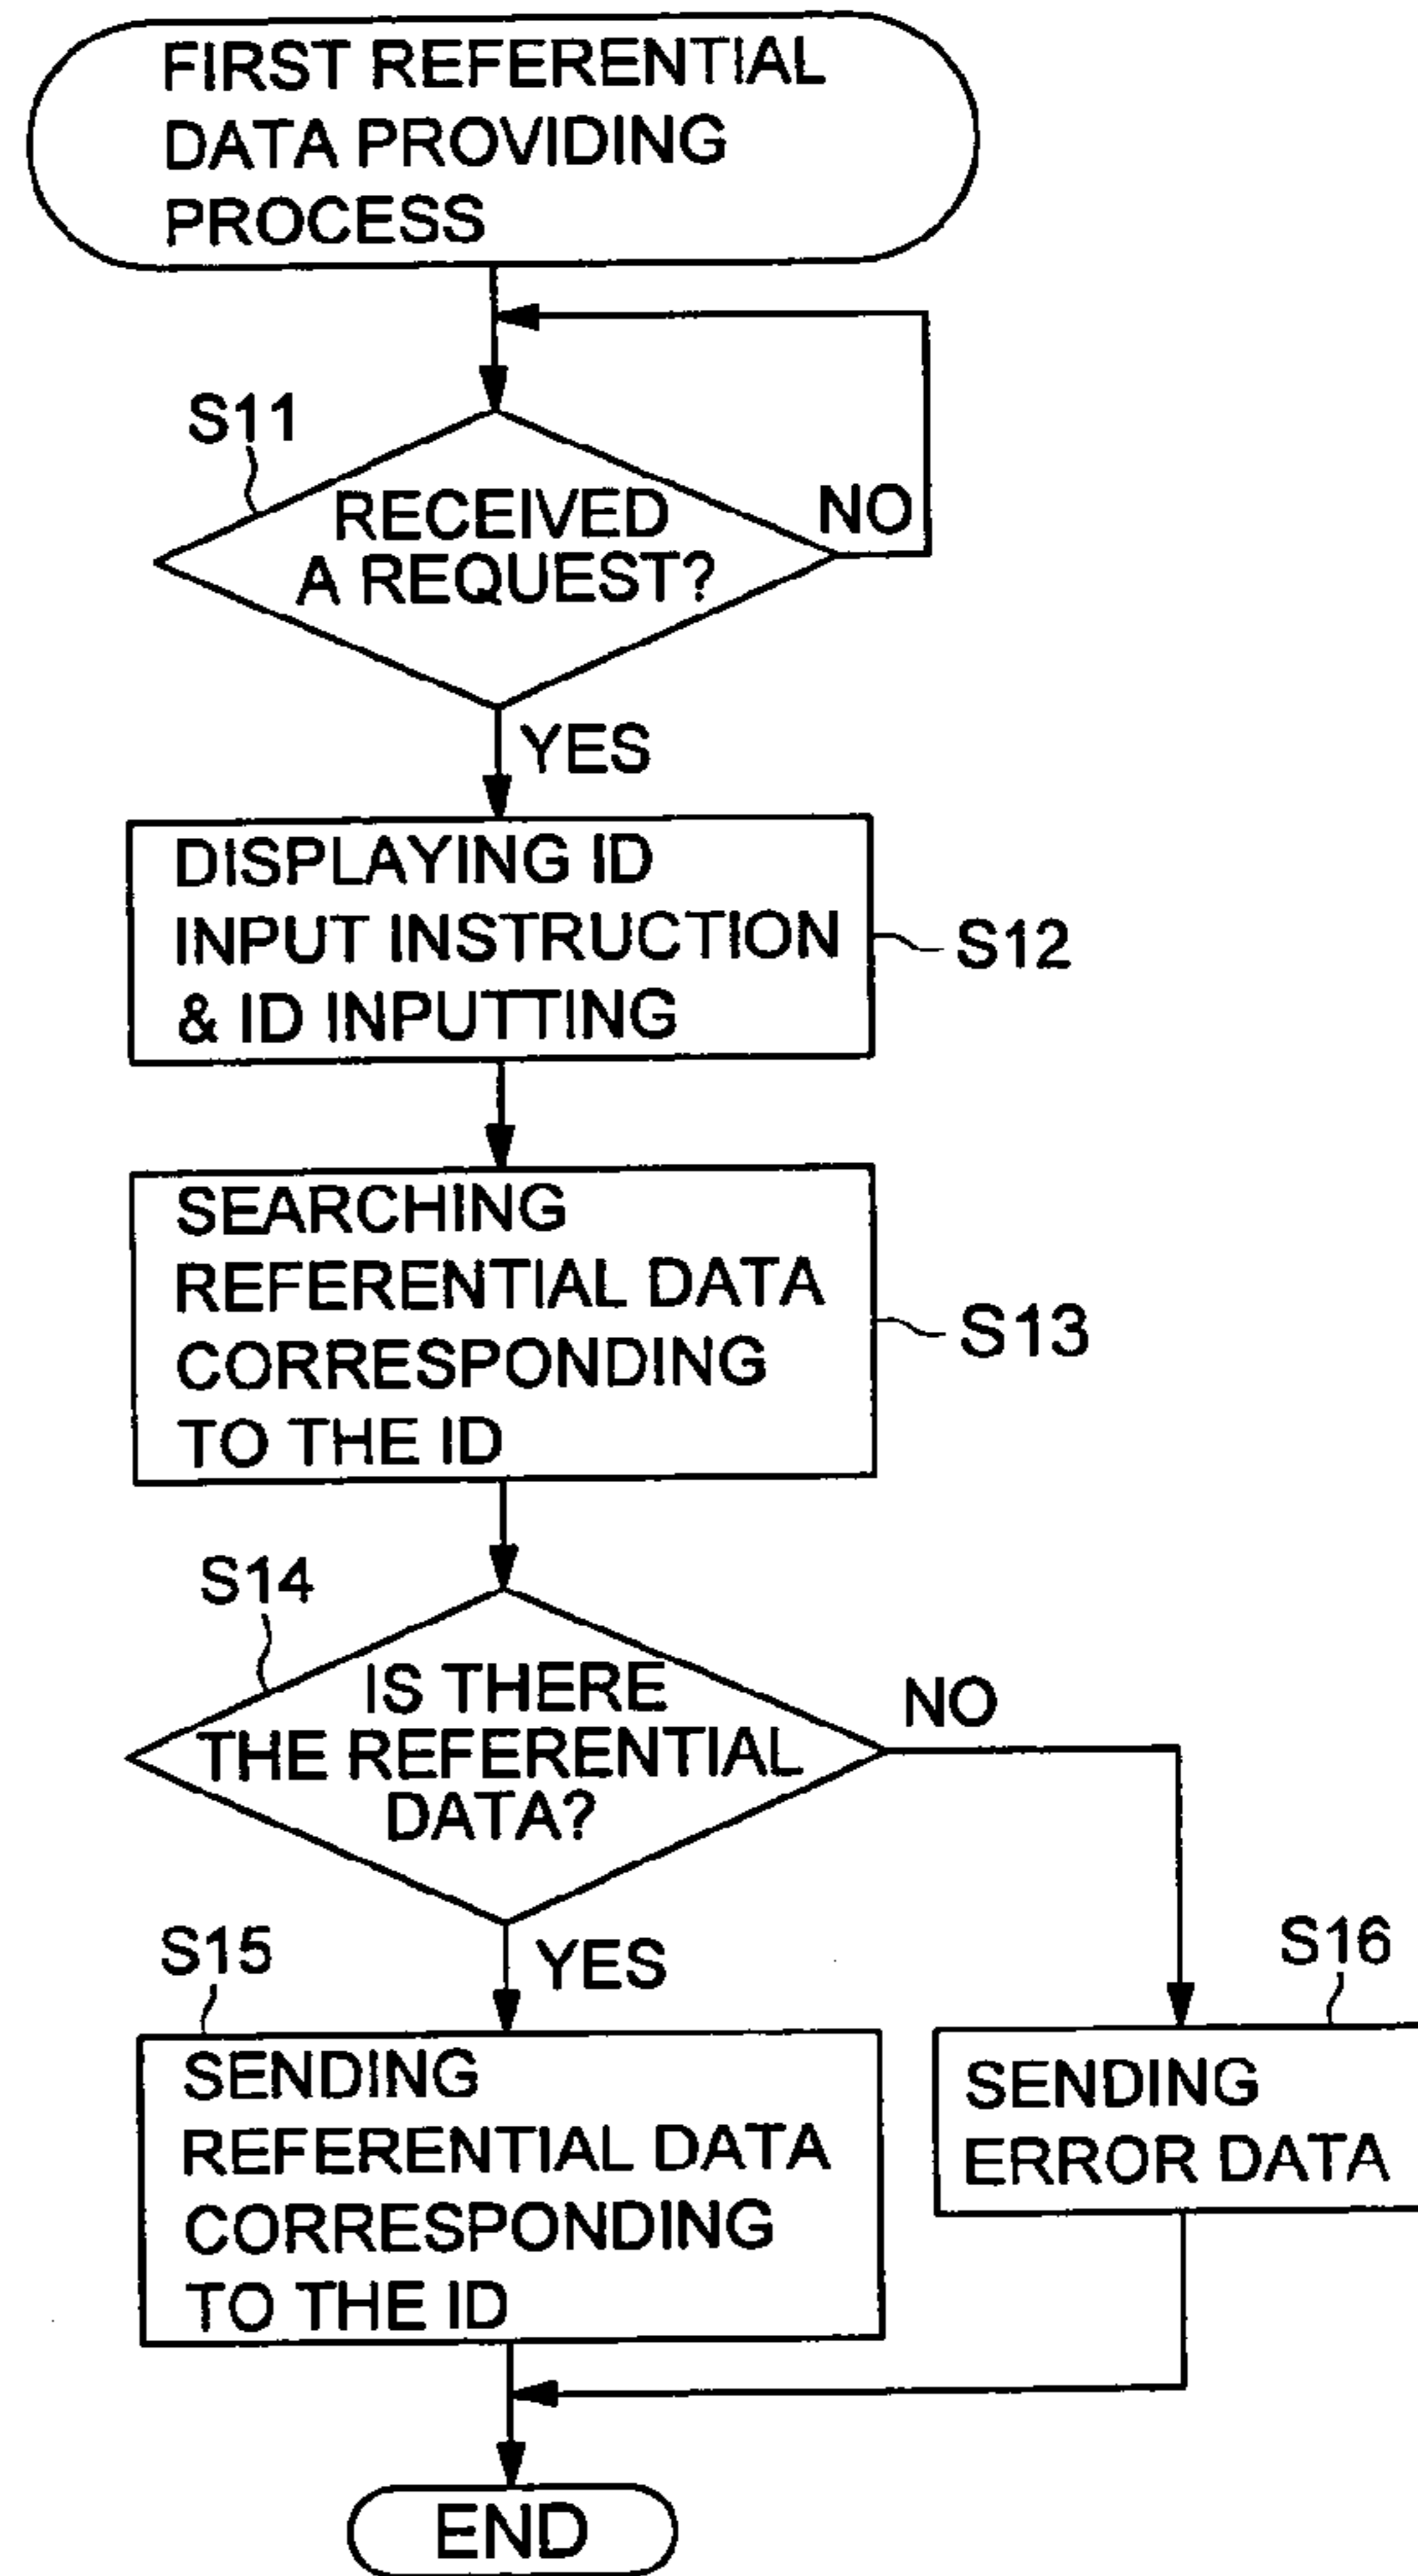 FIRST REFERENTIAL
DATA PROVIDING
PROCESS
S11
RECEIVED
A REQUEST?
NO
YES
DISPLAYING ID
INPUT INSTRUCTION
& ID INPUTTING
S12
SEARCHING
REFERENTIAL DATA
CORRESPONDING
TO THE ID
S13
S14
IS THERE
THE REFERENTIAL
DATA?
NO
YES
S15
SENDING
REFERENTIAL DATA
CORRESPONDING
TO THE ID
S16
SENDING
ERROR DATA
END